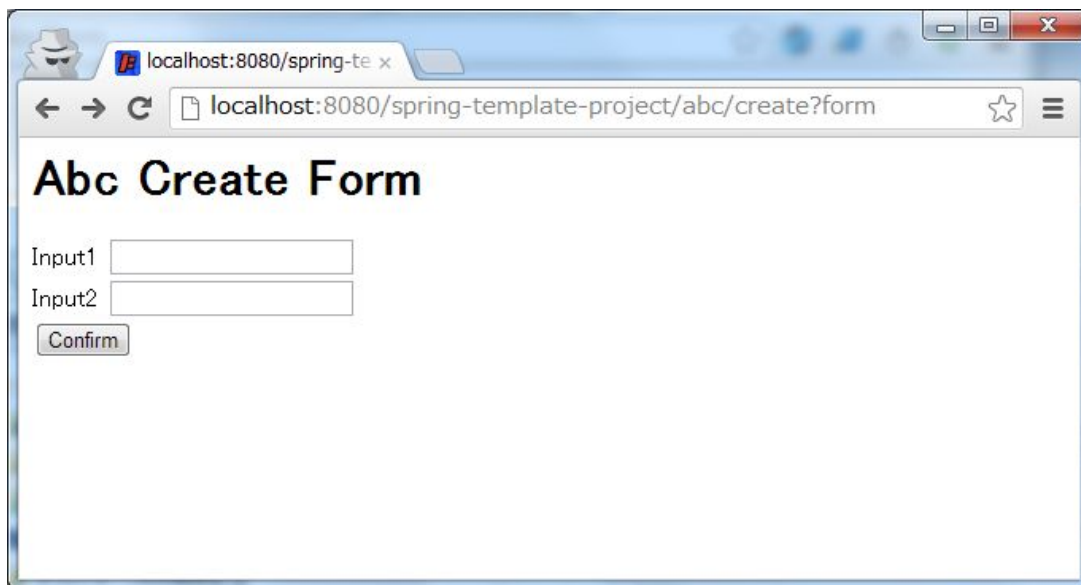 localhost:8080/spring-te
localhost:8080/spring-template-project/abc/create?form
Abc Create Form
Input1
Input2
Confirm